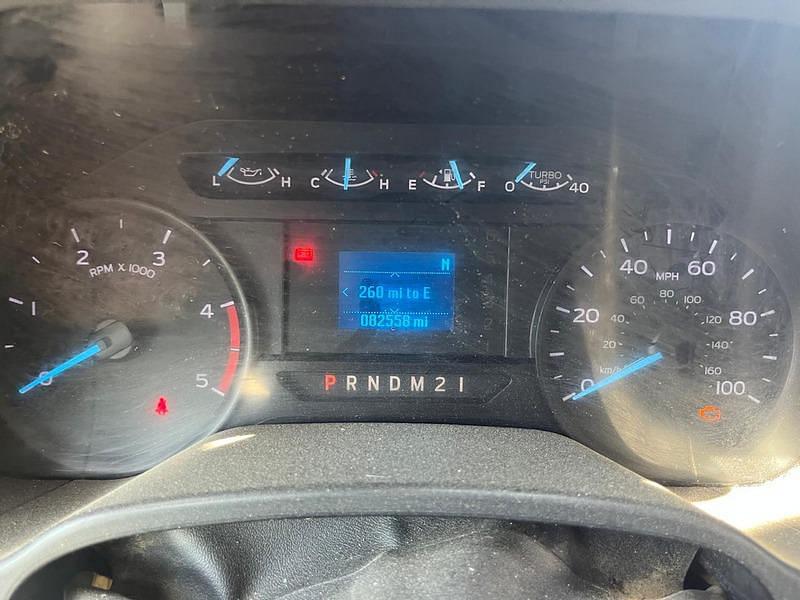 L H C H E F 0 TURBO PSI 40
1 2 3 4 5
RPM X 1000
0
N
260 mi to E
082558 mi
P R N D M 2 1
0 20 40 60 80 100
MPH
20 40 60 80 100 120 140 160
km/h